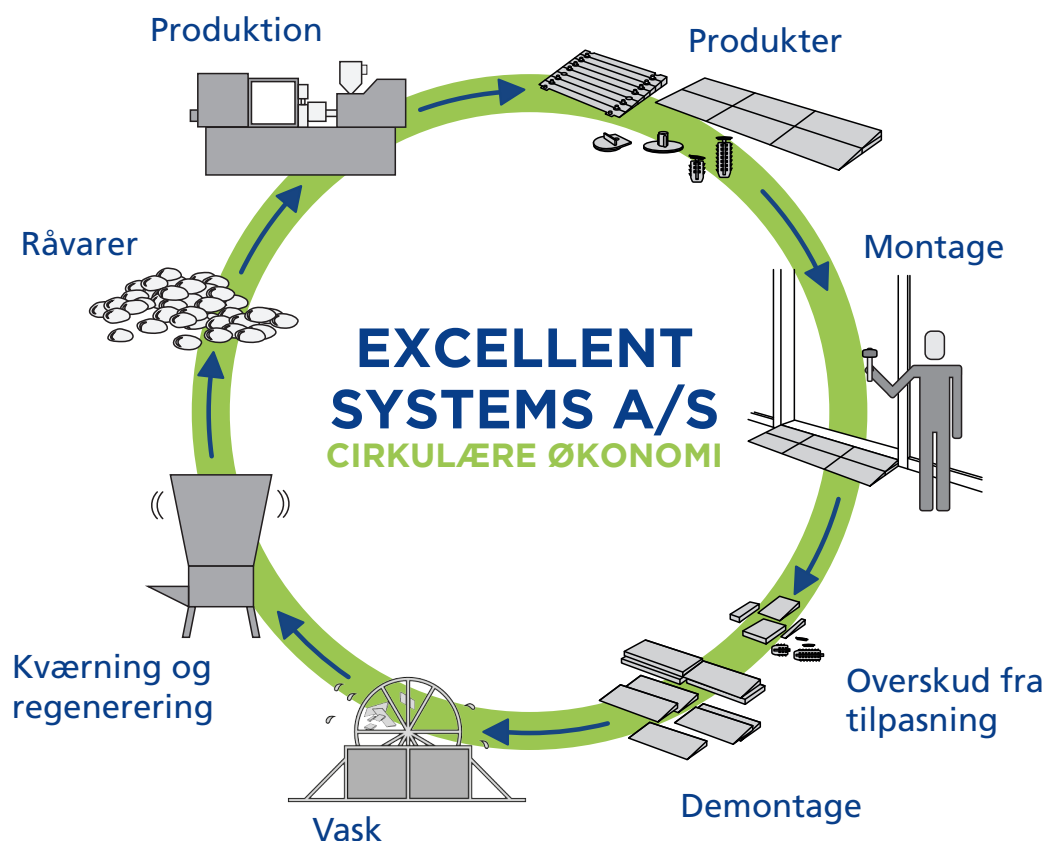 Produktion
Produkter
Råvarer
Montage
EXCELLENT
SYSTEMS A/S
CIRKULÆRE ØKONOMI
Kværning og
regenerering
Overskud fra
tilpasning
Demontage
Vask